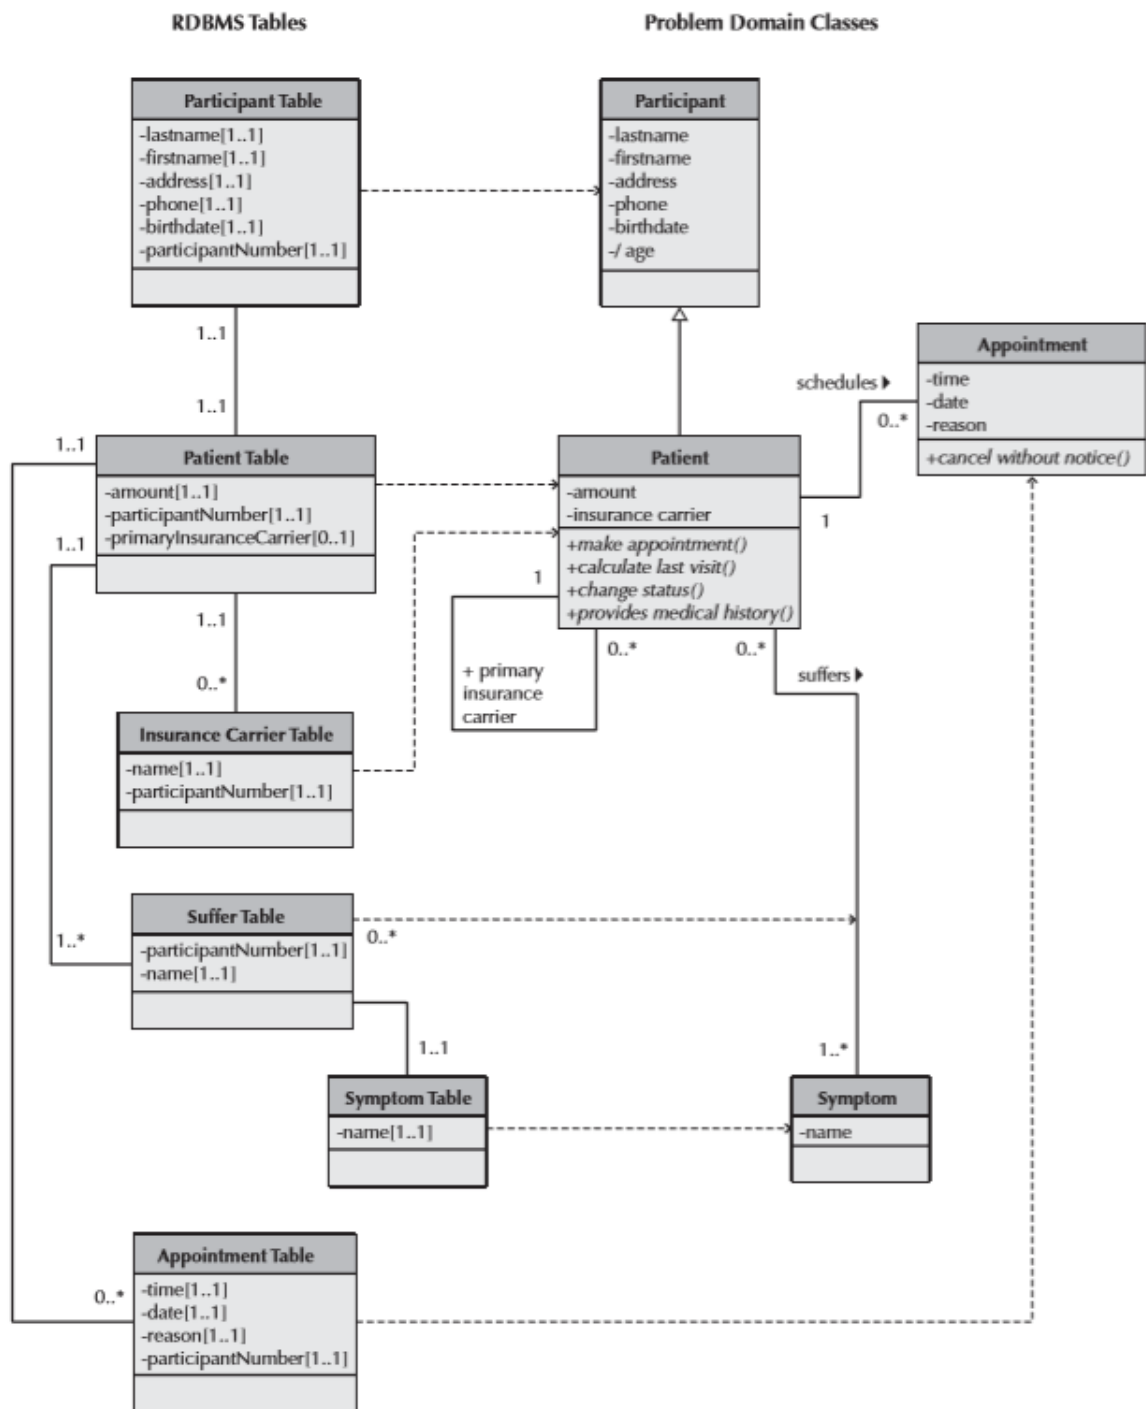 RDBMS Tables
Problem Domain Classes
Participant Table
-lastname[1..1]
-firstname[1..1]
-address[1..1]
-phone[1..1]
-birthdate[1..1]
-participantNumber[1..1]
Participant
-lastname
-firstname
-address
-phone
-birthdate
-/ age
1..1
1..1
Appointment
-time
-date
-reason
+cancel without notice()
schedules
0..*
1
1..1
Patient Table
-amount[1..1]
-participantNumber[1..1]
-primaryInsuranceCarrier[0..1]
1..1
Patient
-amount
-insurance carrier
+make appointment()
+calculate last visit()
+change status()
+provides medical history()
1
0..*
+ primary
insurance
carrier
0..*
suffers
1..1
0..*
Insurance Carrier Table
-name[1..1]
-participantNumber[1..1]
Suffer Table
-participantNumber[1..1]
-name[1..1]
1..*
0..*
1..1
1..*
Symptom Table
-name[1..1]
Symptom
-name
Appointment Table
-time[1..1]
-date[1..1]
-reason[1..1]
-participantNumber[1..1]
0..*